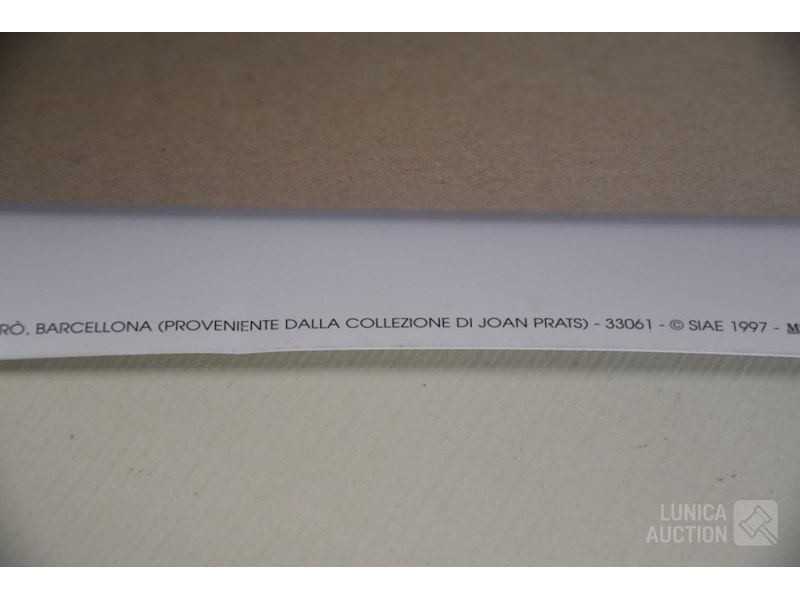 RÒ, BARCELLONA (PROVENIENTE DALLA COLLEZIONE DI JOAN PRATS) - 33061 - © SIAE 1997 -
LUNICA
AUCTION